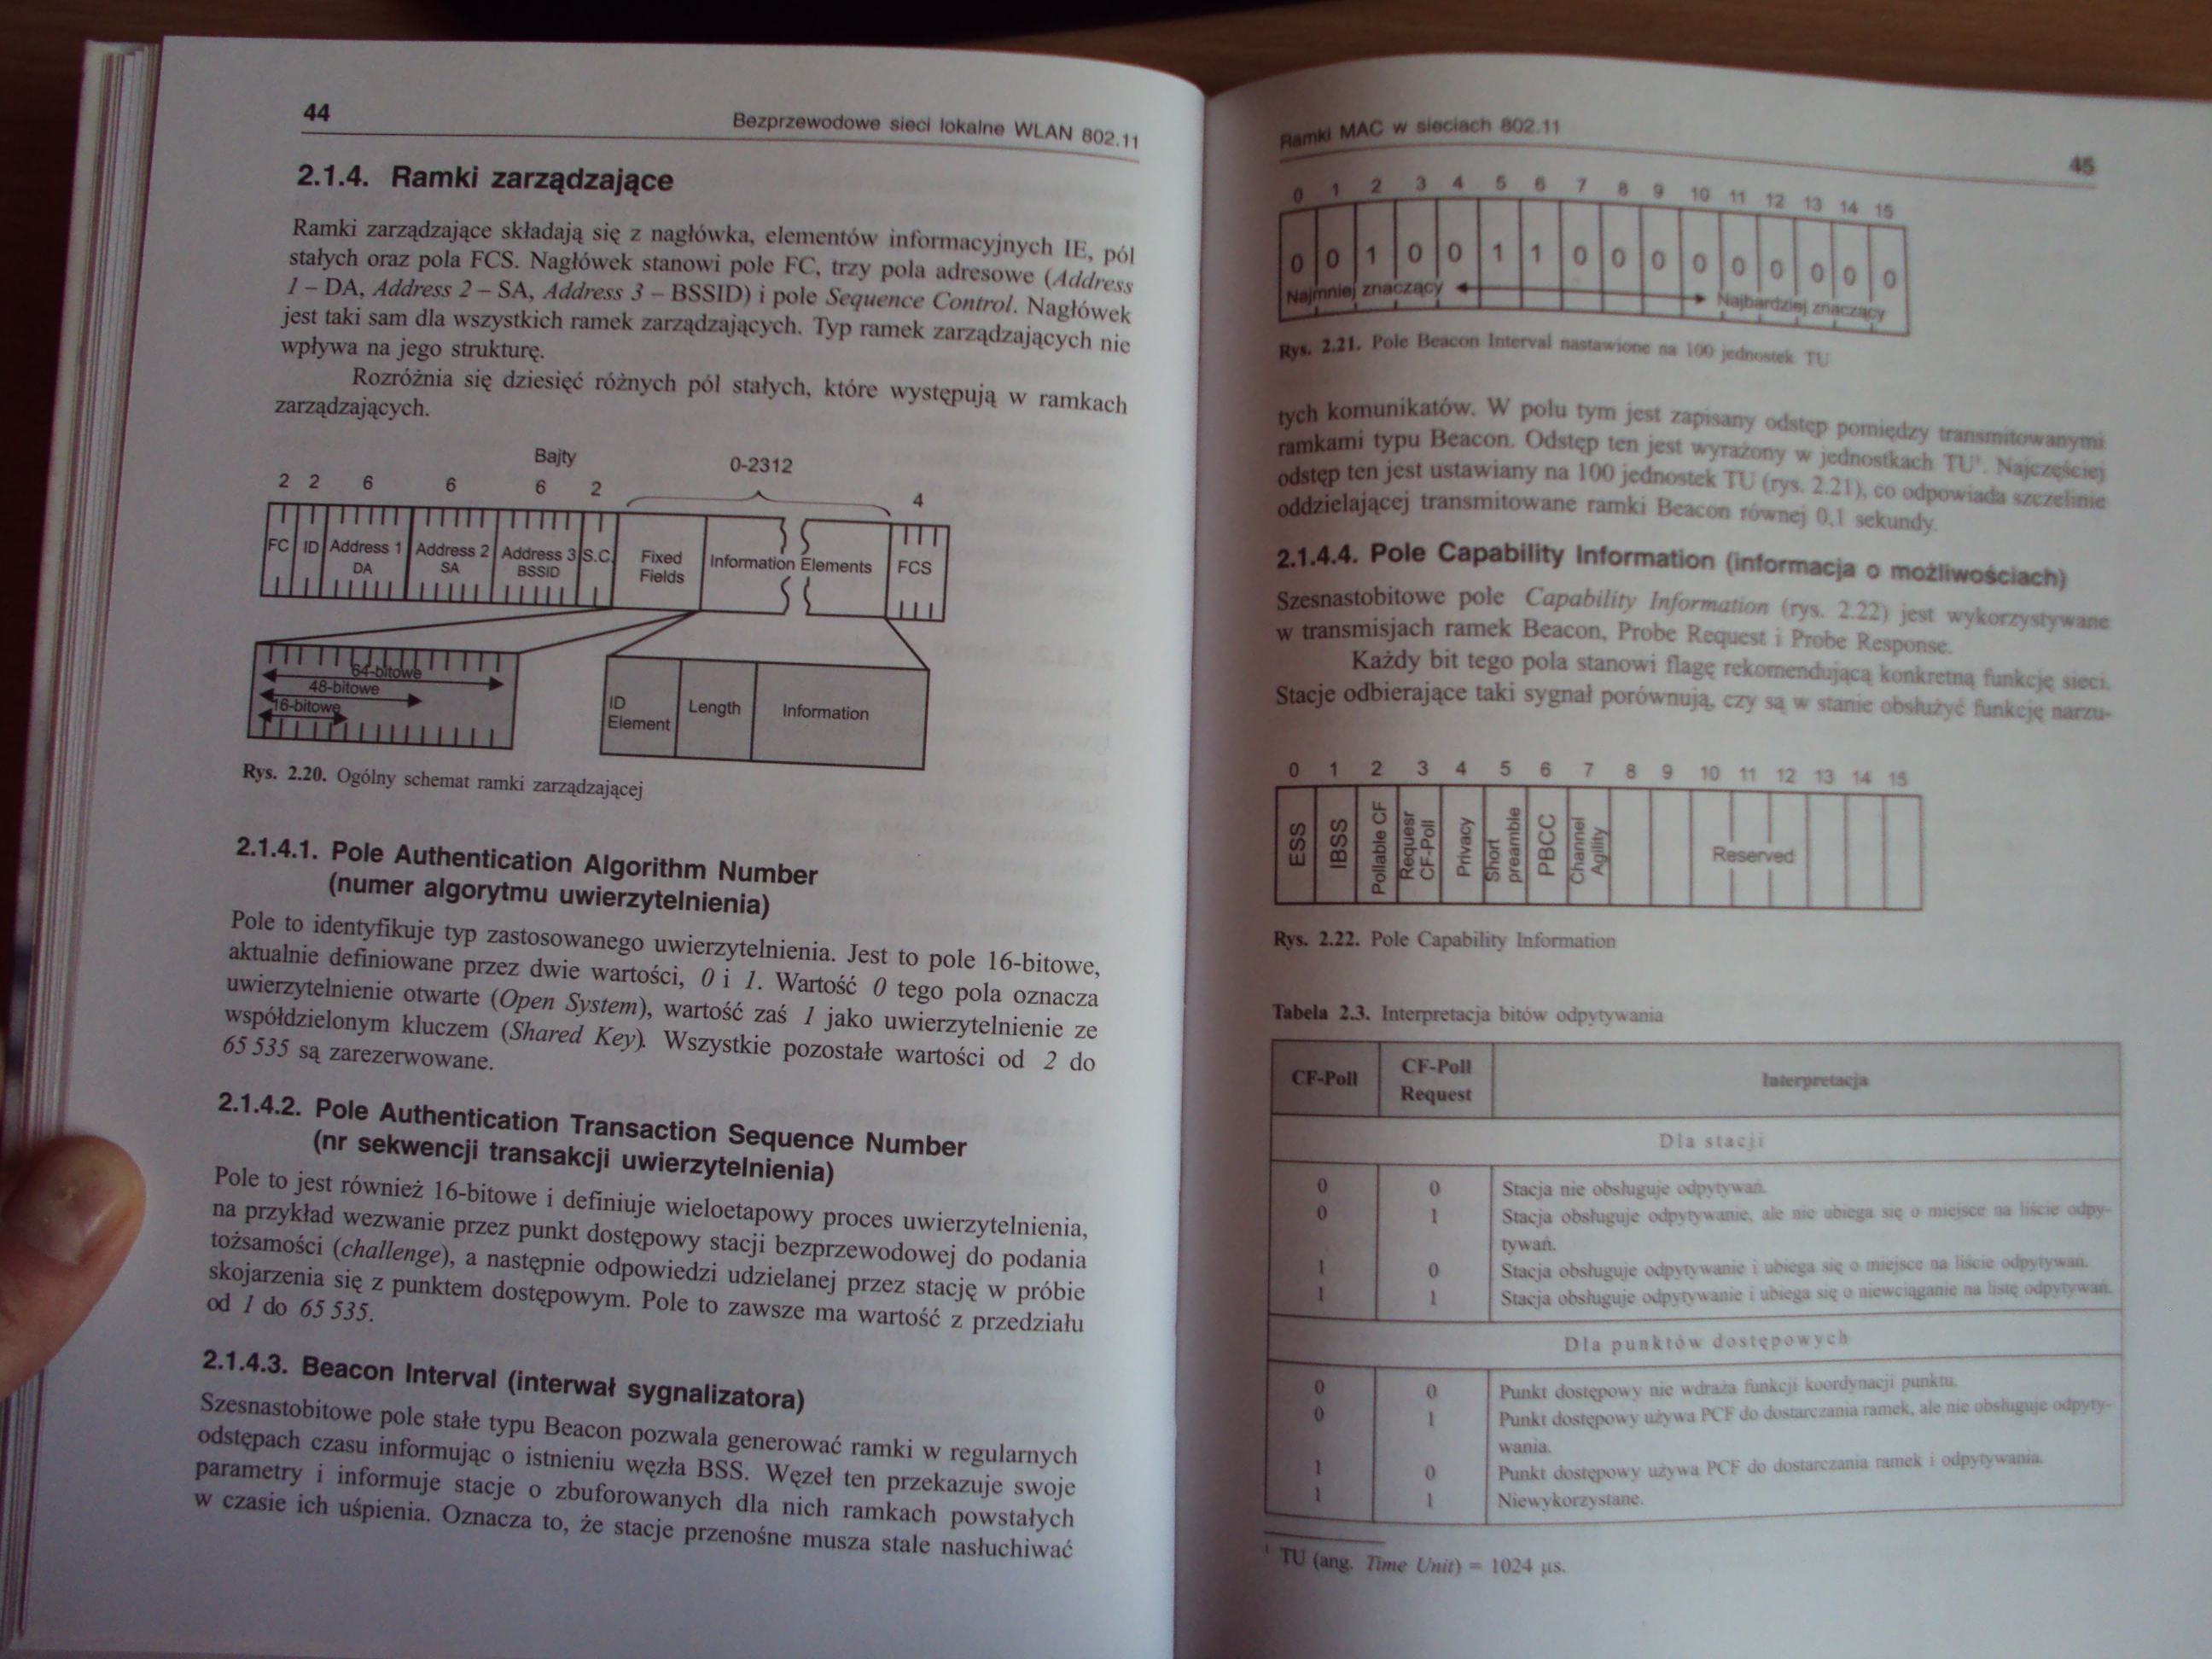 44
Bezprzewodowe sieci lokalne WLAN 802.11
2.1.4. Ramki zarządzające
Ramki zarządzające składają się z nagłówka, elementów informacyjnych IE, pól
stałych oraz pola FCS. Nagłówek stanowi pole FC, trzy pola adresowe (Address
1 – DA, Address 2 – SA, Address 3 – BSSID) i pole Sequence Control. Nagłówek
jest taki sam dla wszystkich ramek zarządzających. Typ ramek zarządzających nie
wpływa na jego strukturę.
Rozróżnia się dziesięć różnych pól stałych, które występują w ramkach
zarządzających.
Bajty
2 2 6 6 6 2 0-2312 4
FC ID Address 1 DA Address 2 SA Address 3 BSSID S.C. Fixed Fields Information Elements FCS
64-bitowe
48-bitowe
16-bitowe
ID Element Length Information
Rys. 2.20. Ogólny schemat ramki zarządzającej
2.1.4.1. Pole Authentication Algorithm Number
(numer algorytmu uwierzytelnienia)
Pole to identyfikuje typ zastosowanego uwierzytelnienia. Jest to pole 16-bitowe,
aktualnie definiowane przez dwie wartości, 0 i 1. Wartość 0 tego pola oznacza
uwierzytelnienie otwarte (Open System), wartość zaś 1 jako uwierzytelnienie ze
współdzielonym kluczem (Shared Key). Wszystkie pozostałe wartości od 2 do
65 535 są zarezerwowane.
2.1.4.2. Pole Authentication Transaction Sequence Number
(nr sekwencji transakcji uwierzytelnienia)
Pole to jest również 16-bitowe i definiuje wieloetapowy proces uwierzytelnienia,
na przykład wezwanie przez punkt dostępowy stacji bezprzewodowej do podania
tożsamości (challenge), a następnie odpowiedzi udzielanej przez stację w próbie
skojarzenia się z punktem dostępowym. Pole to zawsze ma wartość z przedziału
od 1 do 65 535.
2.1.4.3. Beacon Interval (interwał sygnalizatora)
Szesnastobitowe pole stałe typu Beacon pozwala generować ramki w regularnych
odstępach czasu informując o istnieniu węzła BSS. Węzeł ten przekazuje swoje
parametry i informuje stacje o zbuforowanych dla nich ramkach powstałych
w czasie ich uśpienia. Oznacza to, że stacje przenośne musza stale nasłuchiwać
Ramki MAC w sieciach 802.11
45
0 1 2 3 4 5 6 7 8 9 10 11 12 13 14 15
0 0 1 0 0 1 1 0 0 0 0 0 0 0 0 0
Najmniej znaczący Najbardziej znaczący
Rys. 2.21. Pole Beacon Interval nastawione na 100 jednostek TU
tych komunikatów. W polu tym jest zapisany odstęp pomiędzy transmitowanymi
ramkami typu Beacon. Odstęp ten jest wyrażony w jednostkach TU¹. Najczęściej
odstęp ten jest ustawiany na 100 jednostek TU (rys. 2.21), co odpowiada szczelinie
oddzielającej transmitowane ramki Beacon równej 0,1 sekundy.
2.1.4.4. Pole Capability Information (informacja o możliwościach)
Szesnastobitowe pole Capability Information (rys. 2.22) jest wykorzystywane
w transmisjach ramek Beacon, Probe Request i Probe Response.
Każdy bit tego pola stanowi flagę rekomendującą konkretną funkcję sieci.
Stacje odbierające taki sygnał porównują, czy są w stanie obsłużyć funkcję narzu-
0 1 2 3 4 5 6 7 8 9 10 11 12 13 14 15
ESS IBSS Pollable CF Requesr CF-Poll Privacy Short preamble PBCC Channel Agility Reserved
Rys. 2.22. Pole Capability Information
Tabela 2.3. Interpretacja bitów odpytywania
CF-Poll CF-Poll Request Interpretacja
Dla stacji
0 0 Stacja nie obsługuje odpytywań.
0 1 Stacja obsługuje odpytywanie, ale nie ubiega się o miejsce na liście odpy-
tywań.
1 0 Stacja obsługuje odpytywanie i ubiega się o miejsce na liście odpytywań.
1 1 Stacja obsługuje odpytywanie i ubiega się o niewciąganie na listę odpytywań.
Dla punktów dostępowych
0 0 Punkt dostępowy nie wdraża funkcji koordynacji punktu.
0 1 Punkt dostępowy używa PCF do dostarczania ramek, ale nie obsługuje odpyty-
wania.
1 0 Punkt dostępowy używa PCF do dostarczania ramek i odpytywania.
1 1 Niewykorzystane.
¹ TU (ang. Time Unit) = 1024 µs.